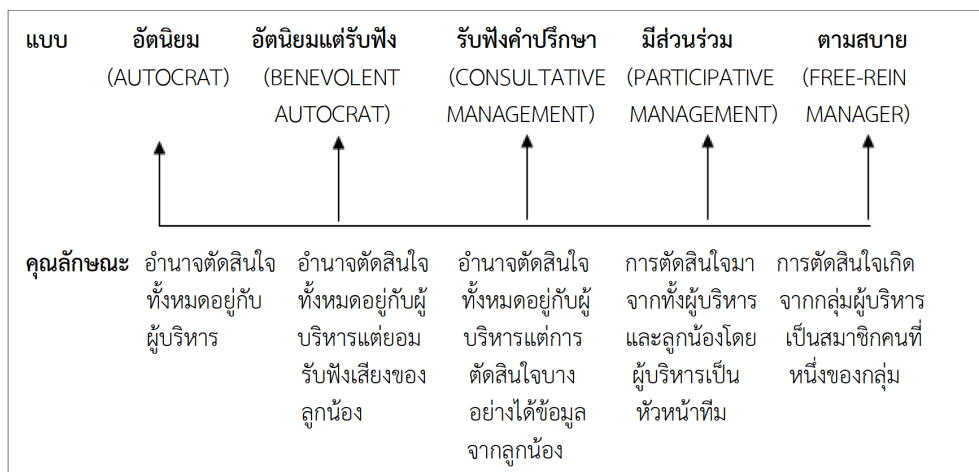 แบบ อัตนิยม อัตนิยมแต่รับฟัง รับฟังคำปรึกษา มีส่วนร่วม ตามสบาย
(AUTOCRAT) (BENEVOLENT (CONSULTATIVE (PARTICIPATIVE (FREE-REIN
AUTOCRAT) MANAGEMENT) MANAGEMENT) MANAGER)
คุณลักษณะ อำนาจตัดสินใจ อำนาจตัดสินใจ อำนาจตัดสินใจ การตัดสินใจมา การตัดสินใจเกิด
ทั้งหมดอยู่กับ ทั้งหมดอยู่กับผู้ ทั้งหมดอยู่กับผู้ จากทั้งผู้บริหาร จากกลุ่มผู้บริหาร
ผู้บริหาร บริหารแต่ยอม บริหารแต่การ และลูกน้องโดย เป็นสมาชิกคนที่
รับฟังเสียงของ ตัดสินใจบาง ผู้บริหารเป็น หนึ่งของกลุ่ม
ลูกน้อง อย่างได้ข้อมูล หัวหน้าทีม
จากลูกน้อง